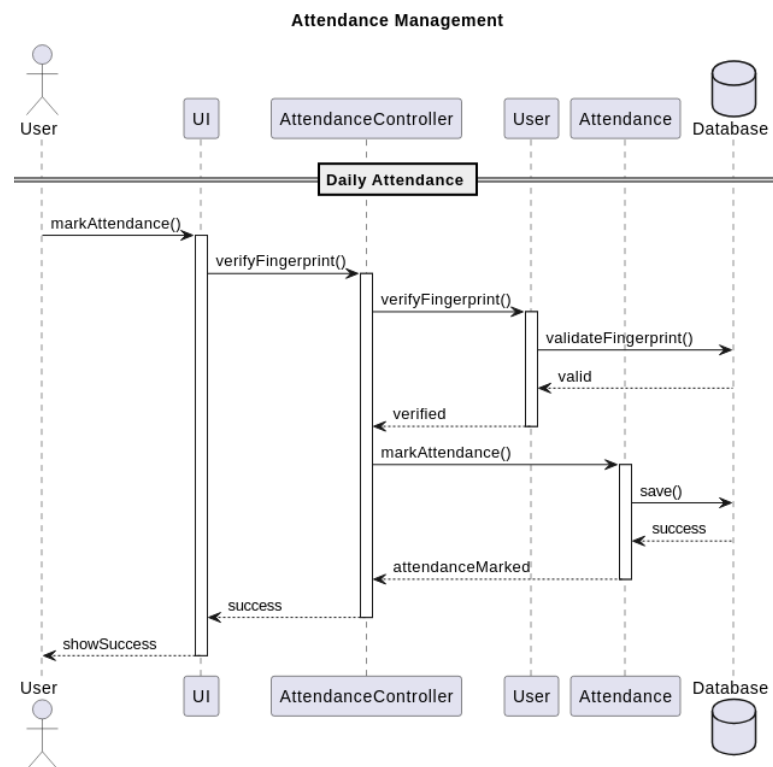 Attendance Management
User
UI
AttendanceController
User
Attendance
Database
Daily Attendance
markAttendance()
verifyFingerprint()
verifyFingerprint()
validateFingerprint()
valid
verified
markAttendance()
save()
success
attendanceMarked
success
showSuccess
User
UI
AttendanceController
User
Attendance
Database